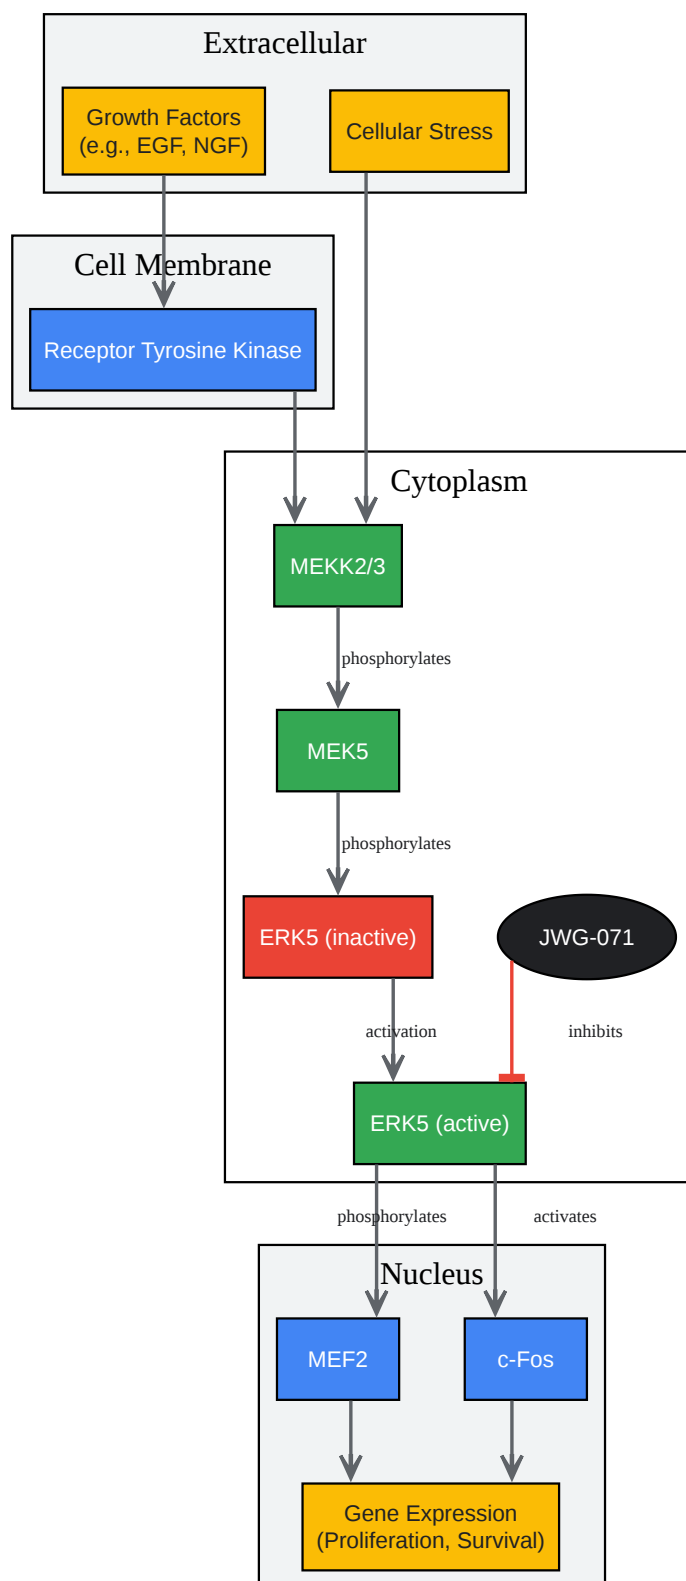 Extracellular
Growth Factors
(e.g., EGF, NGF)
Cellular Stress
Cell Membrane
Receptor Tyrosine Kinase
Cytoplasm
MEKK2/3
phosphorylates
MEK5
phosphorylates
ERK5 (inactive)
JWG-071
activation
inhibits
ERK5 (active)
phosphorylates
activates
Nucleus
MEF2
c-Fos
Gene Expression
(Proliferation, Survival)